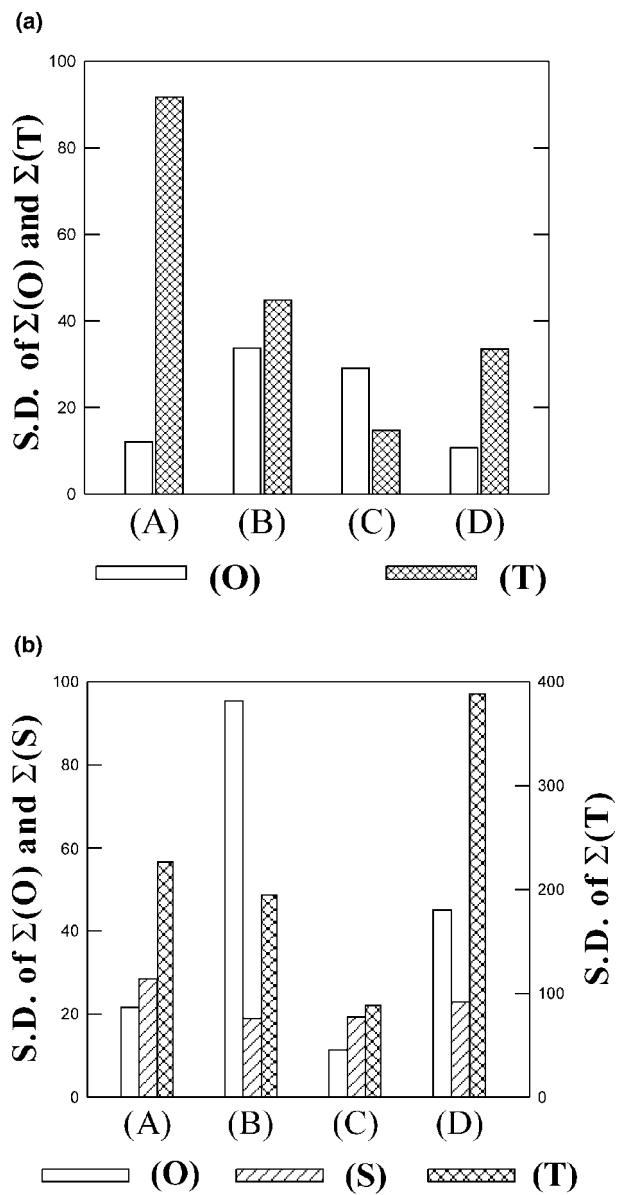 (a)
S.D. of Σ(O) and Σ(T)
100
80
60
40
20
0
(A) (B) (C) (D)
(O) (T)
(b)
S.D. of Σ(O) and Σ(S)
100
80
60
40
20
0
400
300
200
100
0
S.D. of Σ(T)
(A) (B) (C) (D)
(O) (S) (T)